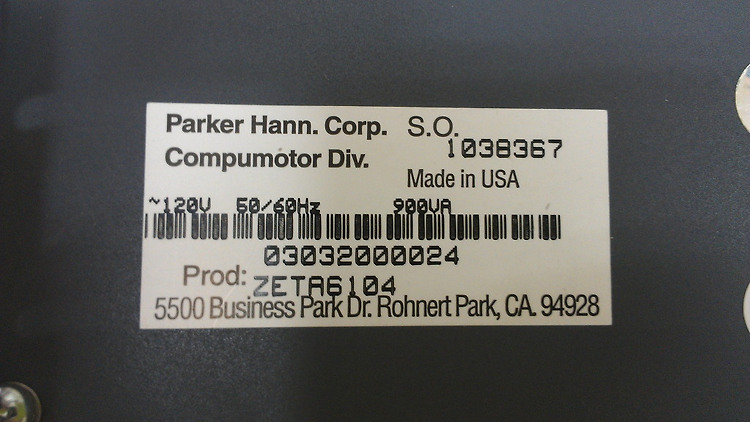 Parker Hann. Corp. S.O.
1038367
Compumotor Div.
Made in USA
~120V 50/60Hz 900VA
03032000024
Prod: ZETA6104
5500 Business Park Dr. Rohnert Park, CA. 94928